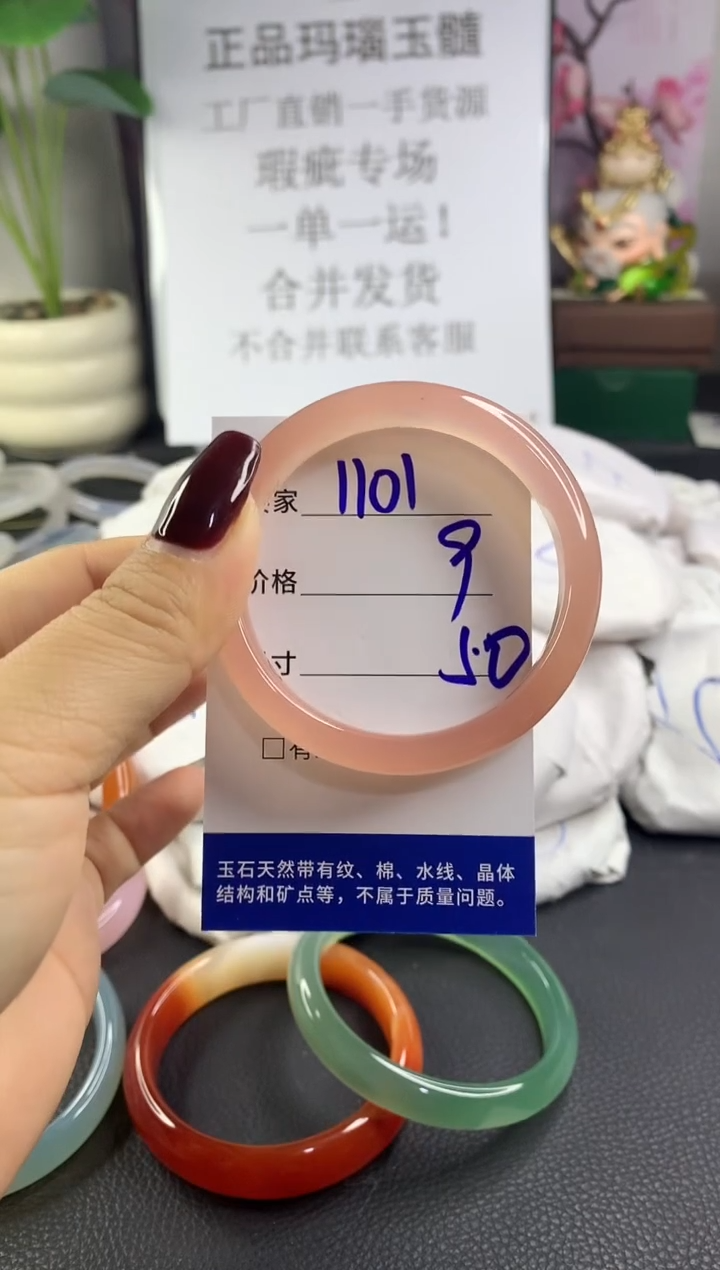 正品玛瑙玉髓
工厂直销一手货源
瑕疵专场
一单一运！
合并发货
不合并联系客服
家 1101
价格 9
寸 50
□有
玉石天然带有纹、棉、水线、晶体
结构和矿点等，不属于质量问题。